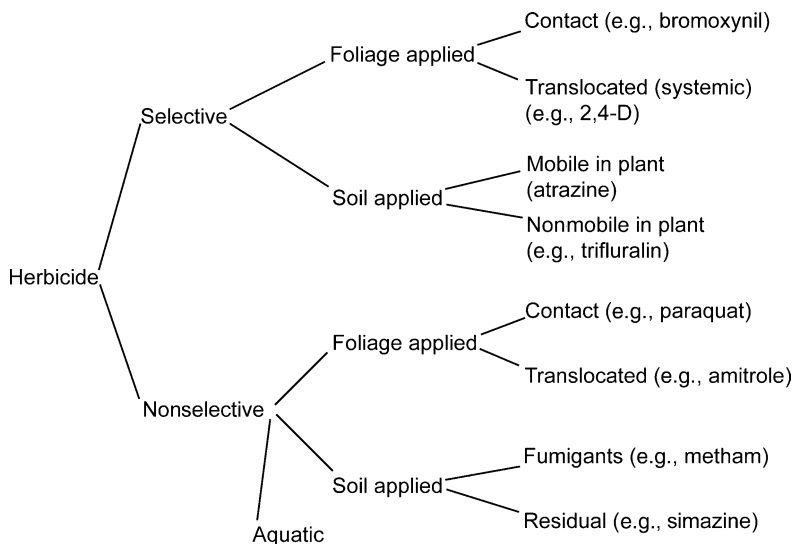 Contact (e.g., bromoxynil)
Foliage applied
Translocated (systemic)
(e.g., 2,4-D)
Selective
Mobile in plant
(atrazine)
Soil applied
Nonmobile in plant
(e.g., trifluralin)
Herbicide
Contact (e.g., paraquat)
Foliage applied
Translocated (e.g., amitrole)
Nonselective
Fumigants (e.g., metham)
Soil applied
Residual (e.g., simazine)
Aquatic